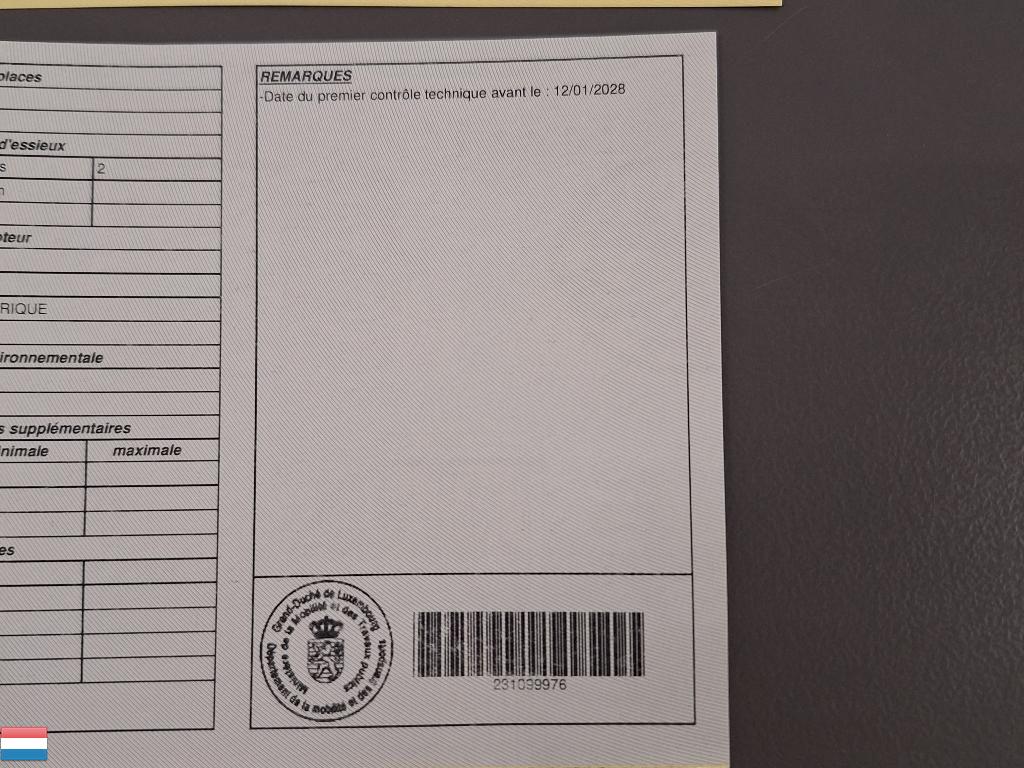 places
d'essieux
s
2
n
oteur
RIQUE
ironnementale
s supplémentaires
inimale
maximale
es
REMARQUES
-Date du premier contrôle technique avant le : 12/01/2028
Grand-Duché de Luxembourg
Ministère de la Mobilité et des Travaux publics
Département de la mobilité et des transports
231099976